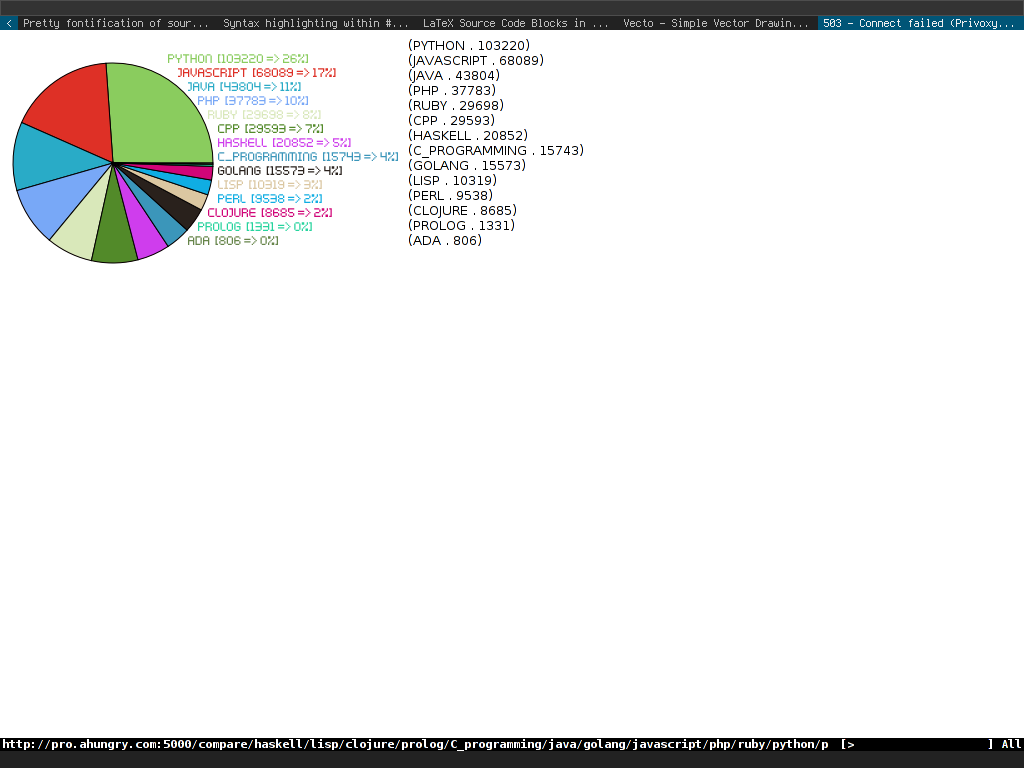 < Pretty fontification of sour... Syntax highlighting within #... LaTeX Source Code Blocks in ... Vecto - Simple Vector Drawin... 503 - Connect failed (Privoxy...
PYTHON [103220 => 26%]
JAVASCRIPT [68089 => 17%]
JAVA [43804 => 11%]
PHP [37783 => 10%]
RUBY [29698 => 8%]
CPP [29593 => 7%]
HASKELL [20852 => 5%]
C_PROGRAMMING [15743 => 4%]
GOLANG [15573 => 4%]
LISP [10319 => 3%]
PERL [9538 => 2%]
CLOJURE [8685 => 2%]
PROLOG [1331 => 0%]
ADA [806 => 0%]
(PYTHON . 103220)
(JAVASCRIPT . 68089)
(JAVA . 43804)
(PHP . 37783)
(RUBY . 29698)
(CPP . 29593)
(HASKELL . 20852)
(C_PROGRAMMING . 15743)
(GOLANG . 15573)
(LISP . 10319)
(PERL . 9538)
(CLOJURE . 8685)
(PROLOG . 1331)
(ADA . 806)
http://pro.ahungry.com:5000/compare/haskell/lisp/clojure/prolog/C_programming/java/golang/javascript/php/ruby/python/p [> ] All